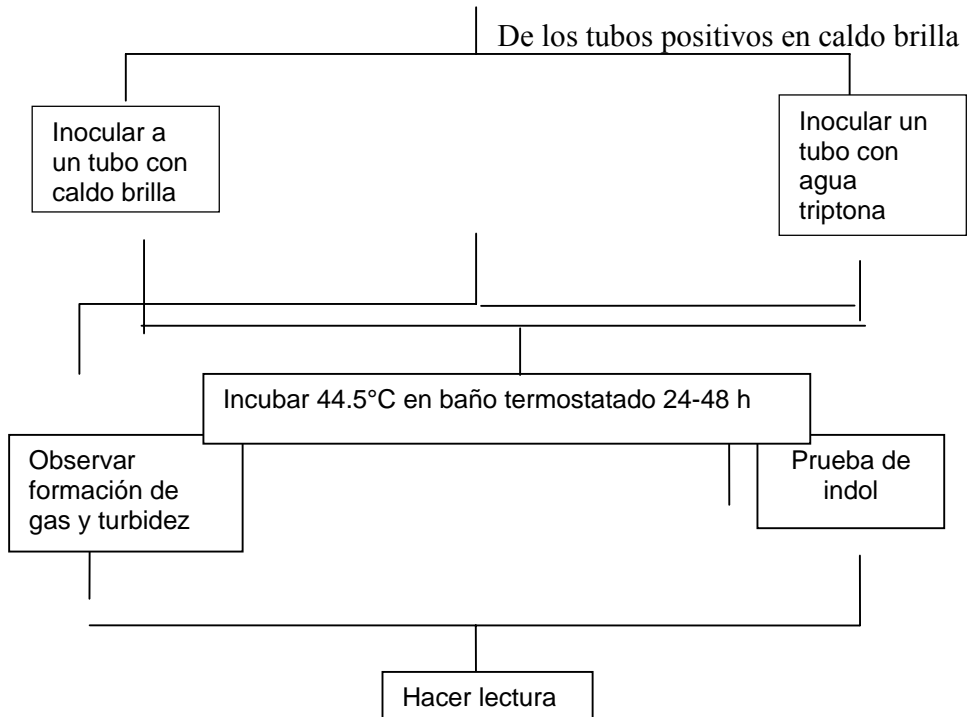 De los tubos positivos en caldo brilla
Inocular a
un tubo con
caldo brilla
Inocular un
tubo con
agua
triptona
Incubar 44.5°C en baño termostatado 24-48 h
Observar
formación de
gas y turbidez
Prueba de
indol
Hacer lectura